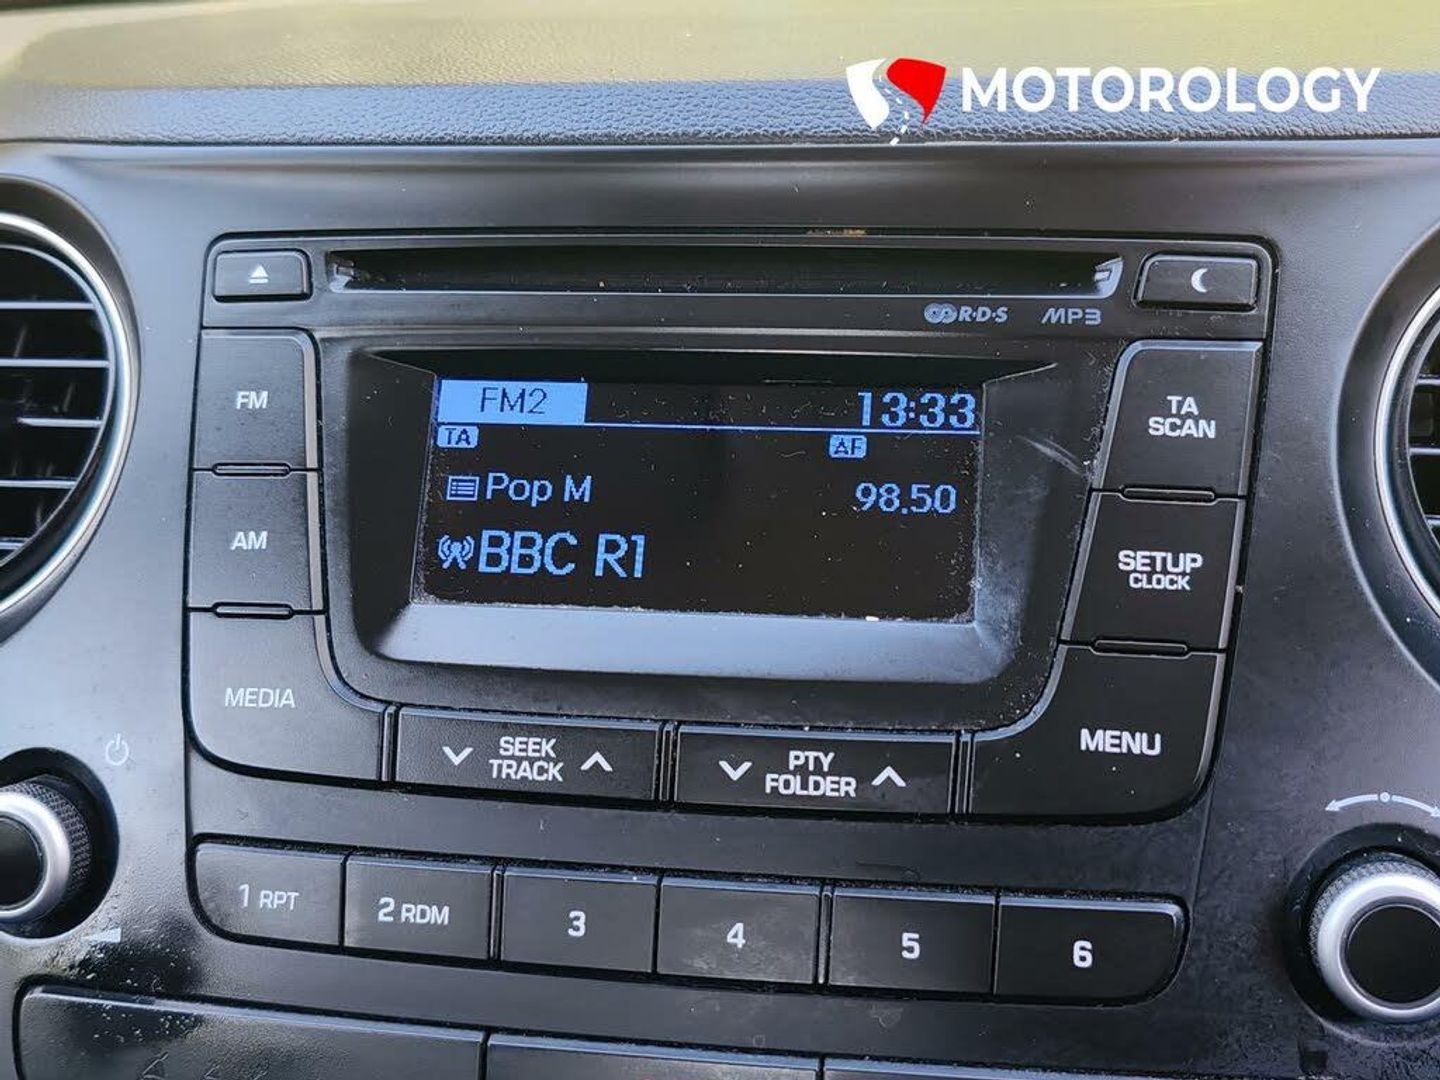 MOTOROLOGY
R·D·S MP3
FM
FM2 13:33
TA AF
Pop M 98.50
BBC R1
TA
SCAN
AM
SETUP
CLOCK
MEDIA
SEEK
TRACK
PTY
FOLDER
MENU
1 RPT 2 RDM 3 4 5 6